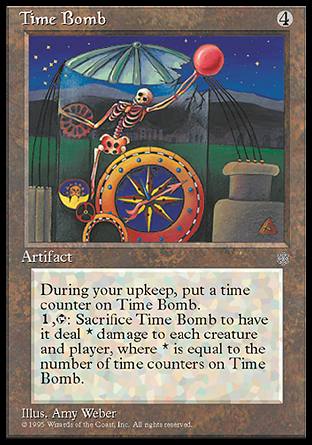 Time Bomb 4
Artifact
During your upkeep, put a time
counter on Time Bomb.
1, : Sacrifice Time Bomb to have
it deal * damage to each creature
and player, where * is equal to the
number of time counters on Time
Bomb.
Illus. Amy Weber
© 1995 Wizards of the Coast, Inc. All rights reserved.